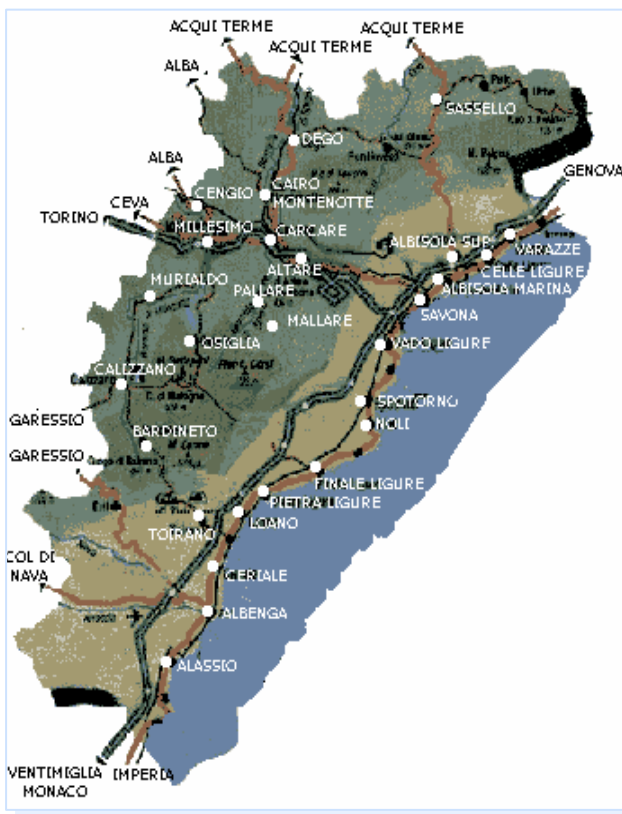 ACQUI TERME
ACQUI TERME
ACQUI TERME
ALBA
SASSELLO
DEGO
ALBA
GENOVA
CENGIO
CAIRO
MONTENOTTE
CEVA
TORINO
MILLESIMO
CARCARE
ALBISOLA SUP.
VARAZZE
ALTARE
CELLE LIGURE
MURIALDO
ALBISOLA MARINA
PALLARE
SAVONA
MALLARE
OSIGLIA
VADO LIGURE
CALIZZANO
SPOTORNO
GARESSIO
NOLI
BARDINETO
GARESSIO
FINALE LIGURE
PIETRA LIGURE
LOANO
TOIRANO
COL DI
NAVA
CERIALE
ALBENGA
ALASSIO
VENTIMIGLIA
MONACO
IMPERIA